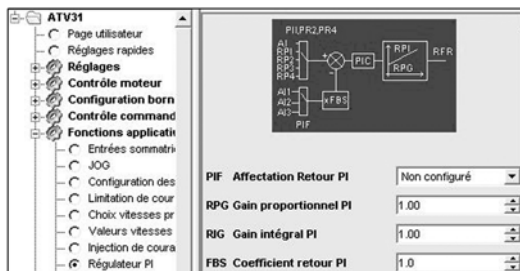 ATV31
Page utilisateur
Réglages rapides
Réglages
Contrôle moteur
Configuration born
Contrôle command
Fonctions applicati
Entrées sommatri
JOG
Configuration des
Limitation de cour
Choix vitesses pr
Valeurs vitesses
Injection de coura
Régulateur PI
PII,PR2,PR4
AI
RPI
RP2
RP3
RP4
PIC
RPI
RPG
RFR
AI1
AI2
AI3
xFBS
PIF
PIF Affectation Retour PI Non configuré
RPG Gain proportionnel PI 1.00
RIG Gain intégral PI 1.00
FBS Coefficient retour PI 1.0